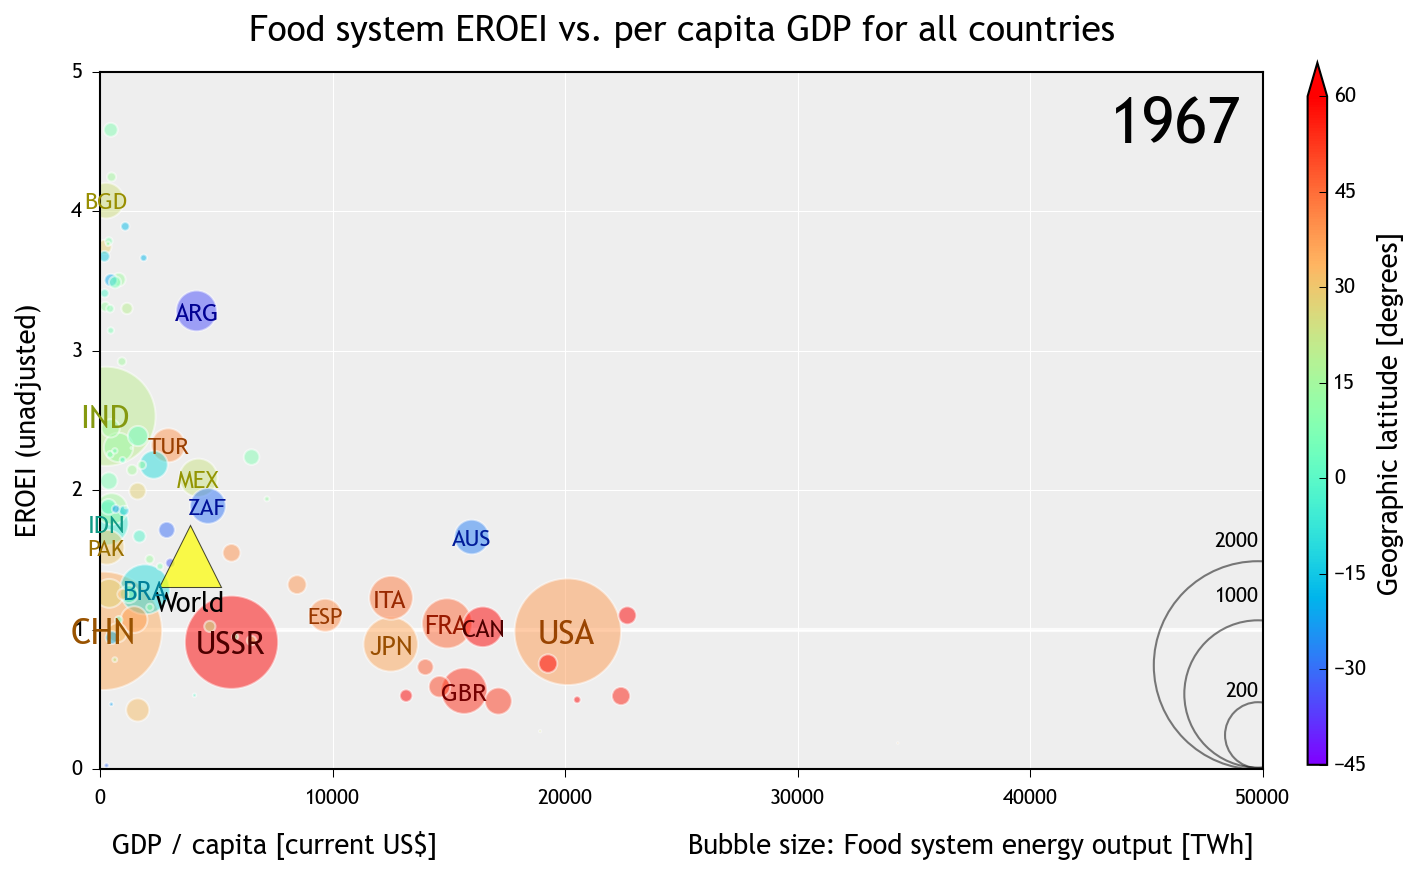 Food system EROEI vs. per capita GDP for all countries
1967
EROEI (unadjusted)
5
4
3
2
1
0
BGD
ARG
IND
TUR
MEX
ZAF
IDN
AUS
PAK
BRA
World
ITA
ESP
FRA
CAN
CHN
USSR
JPN
USA
GBR
2000
1000
200
0
10000
20000
30000
40000
50000
GDP / capita [current US$]
Bubble size: Food system energy output [TWh]
60
45
30
15
0
−15
−30
−45
Geographic latitude [degrees]